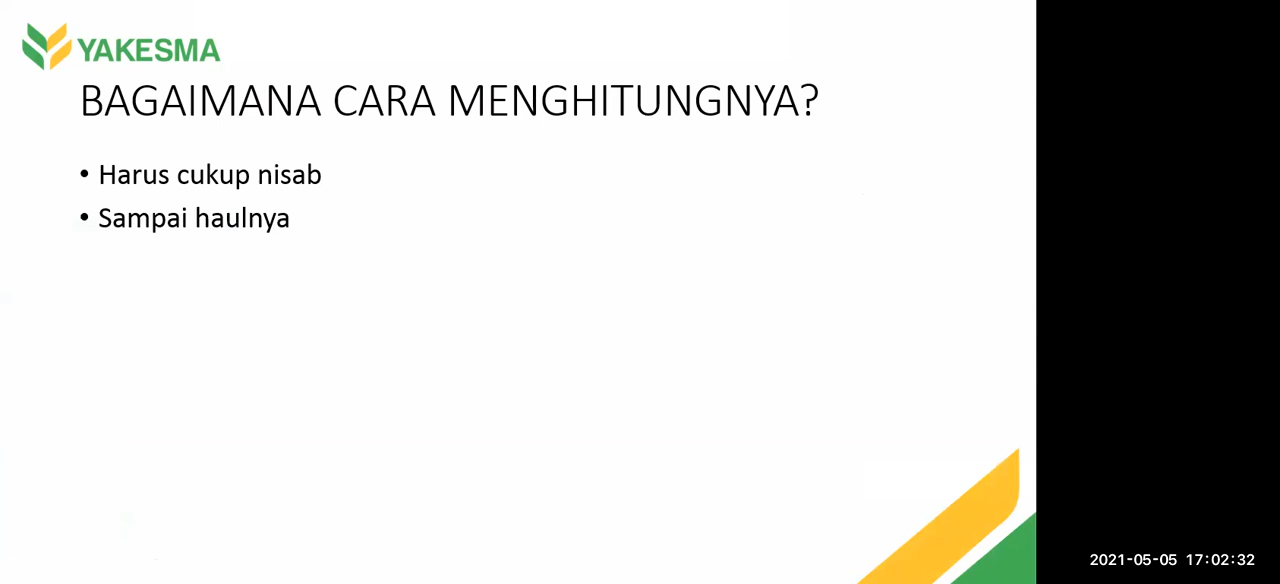 YAKESMA
BAGAIMANA CARA MENGHITUNGNYA?
• Harus cukup nisab
• Sampai haulnya
2021-05-05 17:02:32